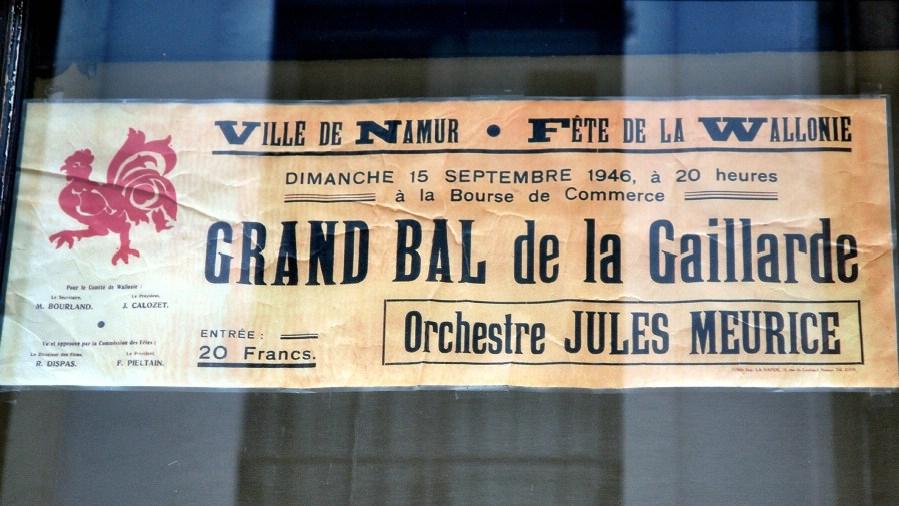 VILLE DE NAMUR • FÊTE DE LA WALLONIE
DIMANCHE 15 SEPTEMBRE 1946, à 20 heures
à la Bourse de Commerce
GRAND BAL de la Gaillarde
Orchestre JULES MEURICE
ENTRÉE :
20 Francs.
Pour le Comité de Wallonie :
Le Secrétaire, Le Président,
M. BOURLAND. J. CALOZET.
Vu et approuvé par la Commission des Fêtes :
Le Directeur des Fêtes, Le Président
R. DISPAS. F. PIELTAIN.